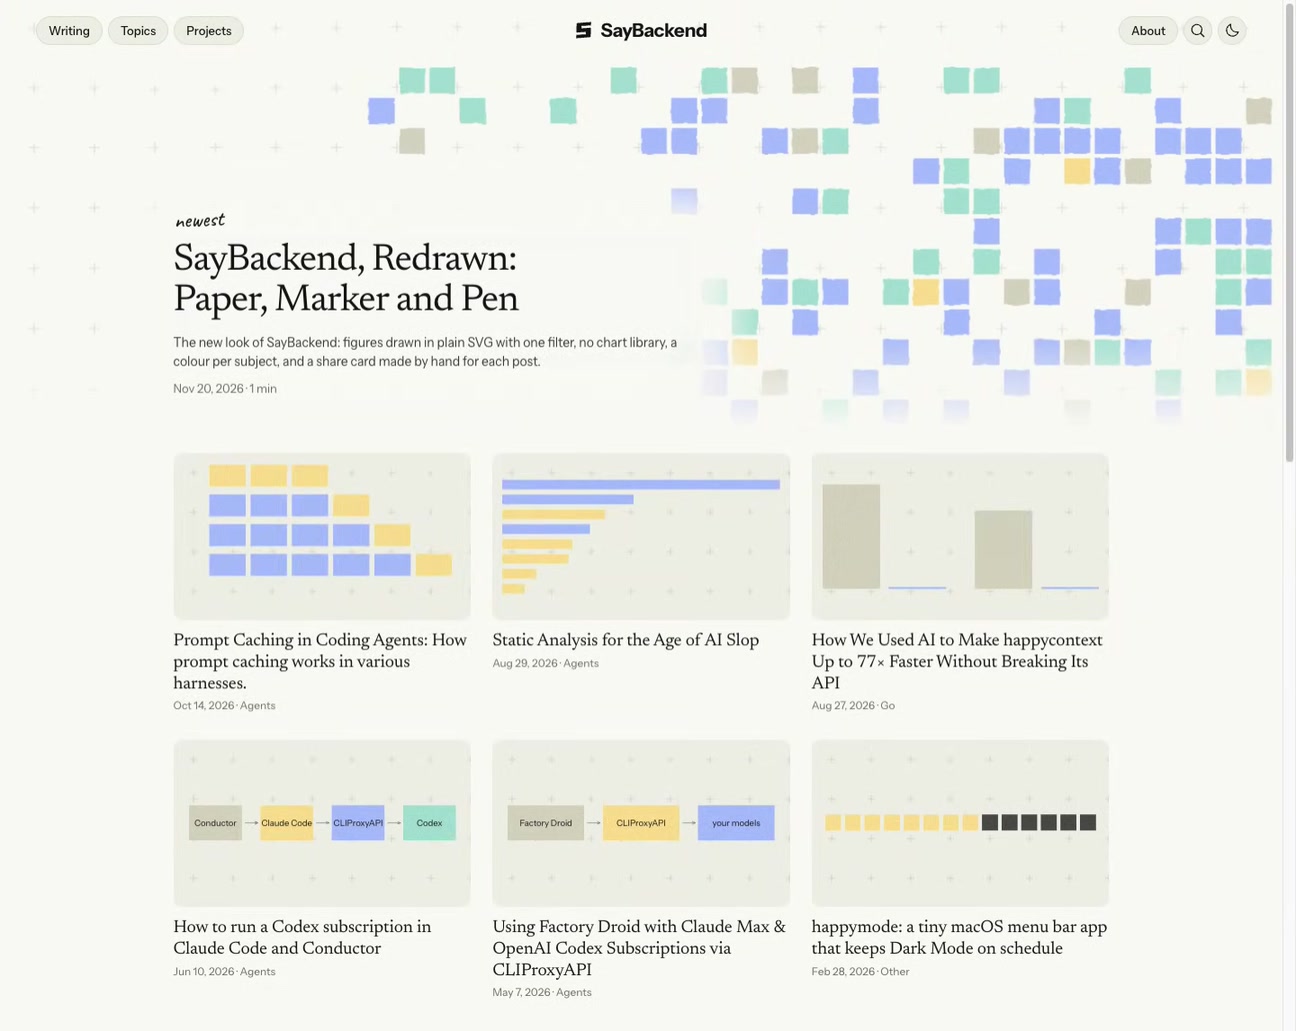 Writing
Topics
Projects
SayBackend
About
newest
SayBackend, Redrawn:
Paper, Marker and Pen
The new look of SayBackend: figures drawn in plain SVG with one filter, no chart library, a
colour per subject, and a share card made by hand for each post.
Nov 20, 2026 · 1 min
Prompt Caching in Coding Agents: How
prompt caching works in various
harnesses.
Oct 14, 2026 · Agents
Static Analysis for the Age of AI Slop
Aug 29, 2026 · Agents
How We Used AI to Make happycontext
Up to 77× Faster Without Breaking Its
API
Aug 27, 2026 · Go
Conductor
Claude Code
CLIProxyAPI
Codex
How to run a Codex subscription in
Claude Code and Conductor
Jun 10, 2026 · Agents
Factory Droid
CLIProxyAPI
your models
Using Factory Droid with Claude Max &
OpenAI Codex Subscriptions via
CLIProxyAPI
May 7, 2026 · Agents
happymode: a tiny macOS menu bar app
that keeps Dark Mode on schedule
Feb 28, 2026 · Other